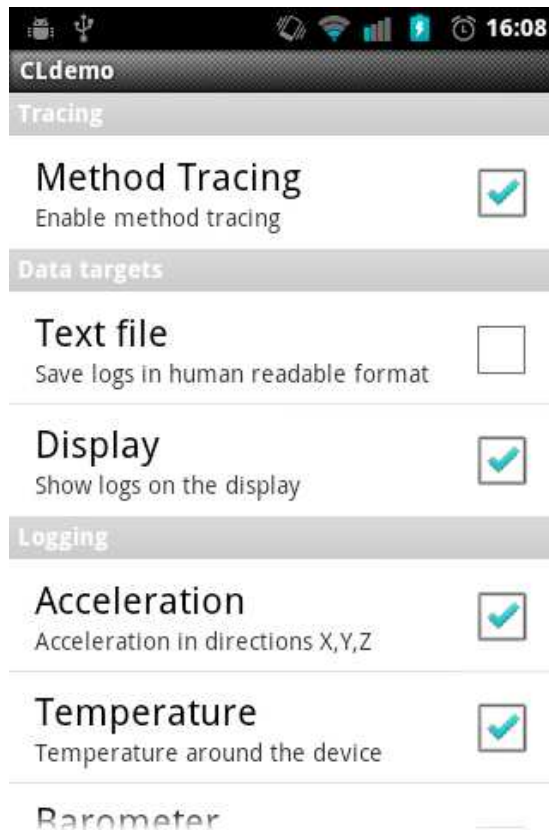 16:08
CLdemo
Tracing
Method Tracing
Enable method tracing
Data targets
Text file
Save logs in human readable format
Display
Show logs on the display
Logging
Acceleration
Acceleration in directions X,Y,Z
Temperature
Temperature around the device
Barometer